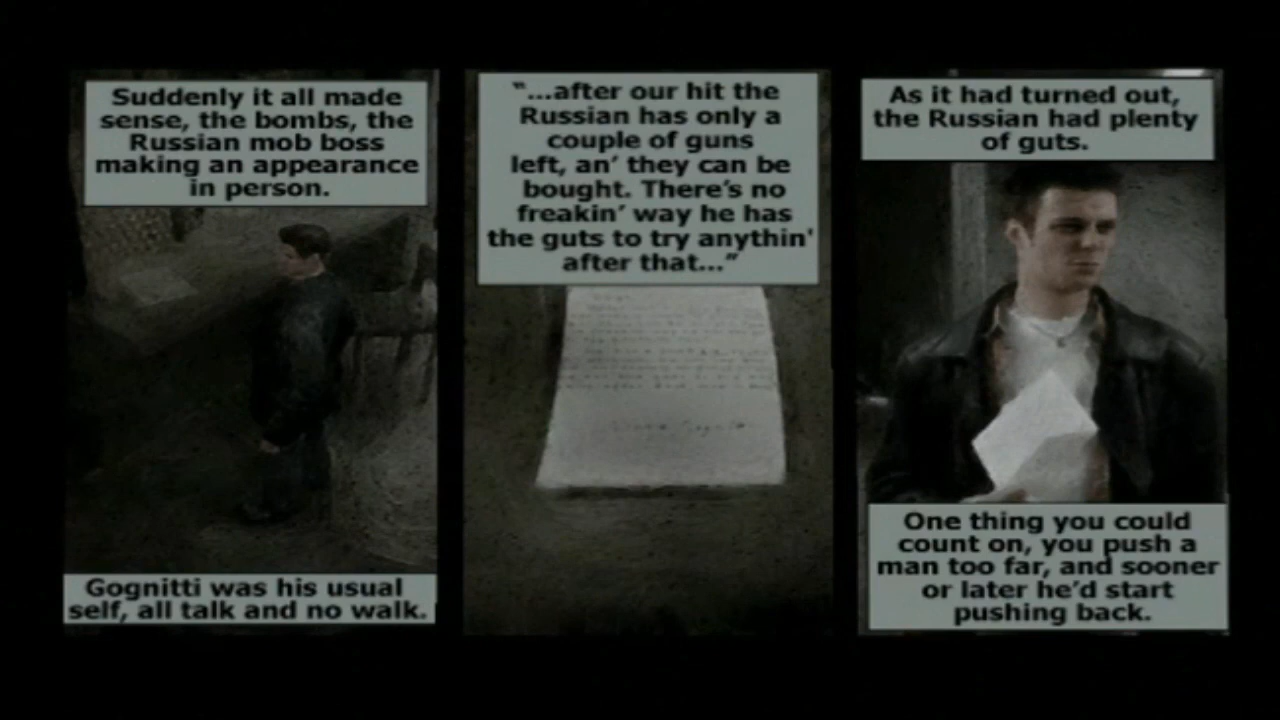 Suddenly it all made
sense, the bombs, the
Russian mob boss
making an appearance
in person.
Gognitti was his usual
self, all talk and no walk.
"...after our hit the
Russian has only a
couple of guns
left, an' they can be
bought. There's no
freakin' way he has
the guts to try anythin'
after that..."
As it had turned out,
the Russian had plenty
of guts.
One thing you could
count on, you push a
man too far, and sooner
or later he'd start
pushing back.